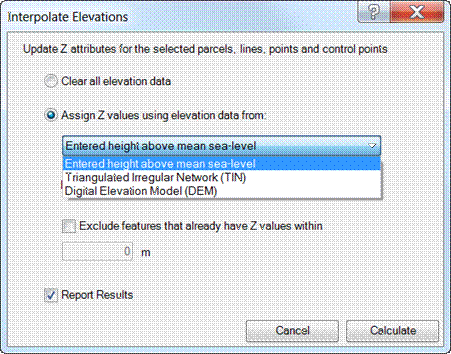 Interpolate Elevations
Update Z attributes for the selected parcels, lines, points and control points
Clear all elevation data
Assign Z values using elevation data from:
Entered height above mean sea-level
Entered height above mean sea-level
Triangulated Irregular Network (TIN)
Digital Elevation Model (DEM)
Exclude features that already have Z values within
0 m
Report Results
Cancel Calculate